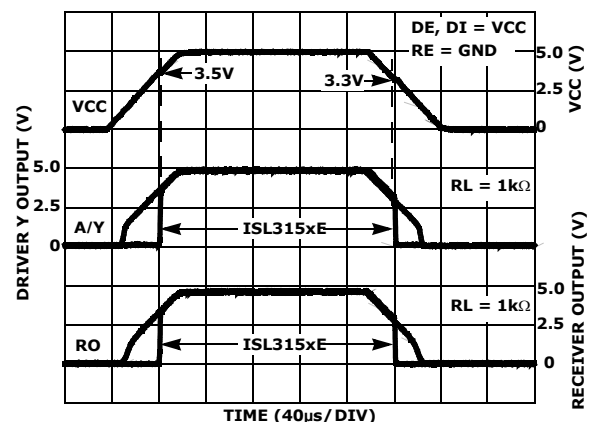 DE, DI = VCC
RE = GND
5.0
3.5V
3.3V
2.5
VCC
0
VCC (V)
5.0
RL = 1kΩ
2.5
A/Y
ISL315xE
0
DRIVER Y OUTPUT (V)
5.0
RL = 1kΩ
2.5
RO
ISL315xE
0
RECEIVER OUTPUT (V)
TIME (40µs/DIV)